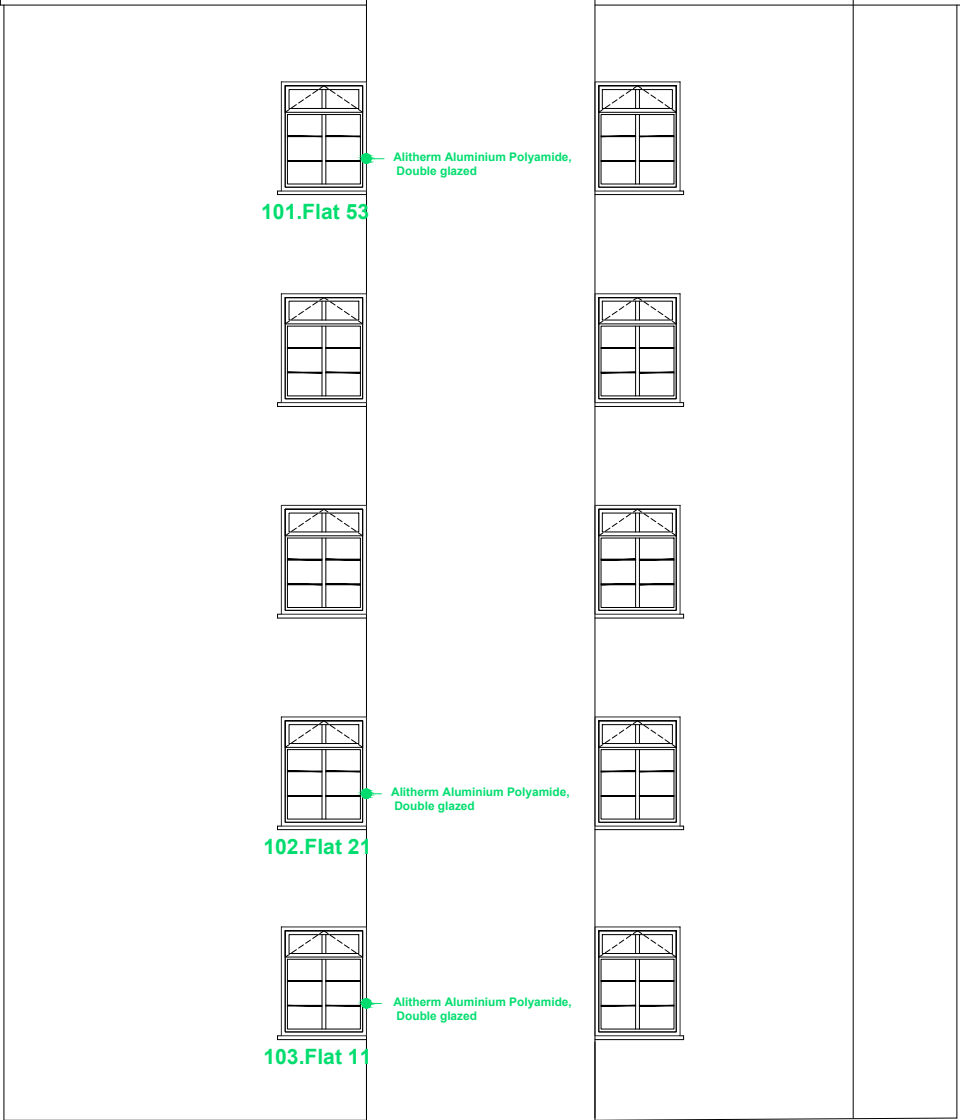 Alitherm Aluminium Polyamide,
Double glazed
101.Flat 53
Alitherm Aluminium Polyamide,
Double glazed
102.Flat 21
Alitherm Aluminium Polyamide,
Double glazed
103.Flat 11